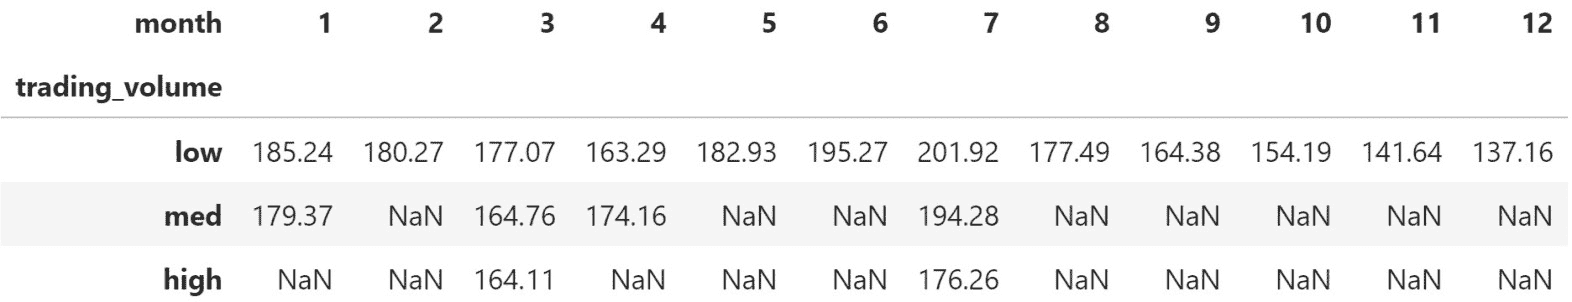 month 1 2 3 4 5 6 7 8 9 10 11 12
trading_volume
low 185.24 180.27 177.07 163.29 182.93 195.27 201.92 177.49 164.38 154.19 141.64 137.16
med 179.37 NaN 164.76 174.16 NaN NaN 194.28 NaN NaN NaN NaN NaN
high NaN NaN 164.11 NaN NaN NaN 176.26 NaN NaN NaN NaN NaN